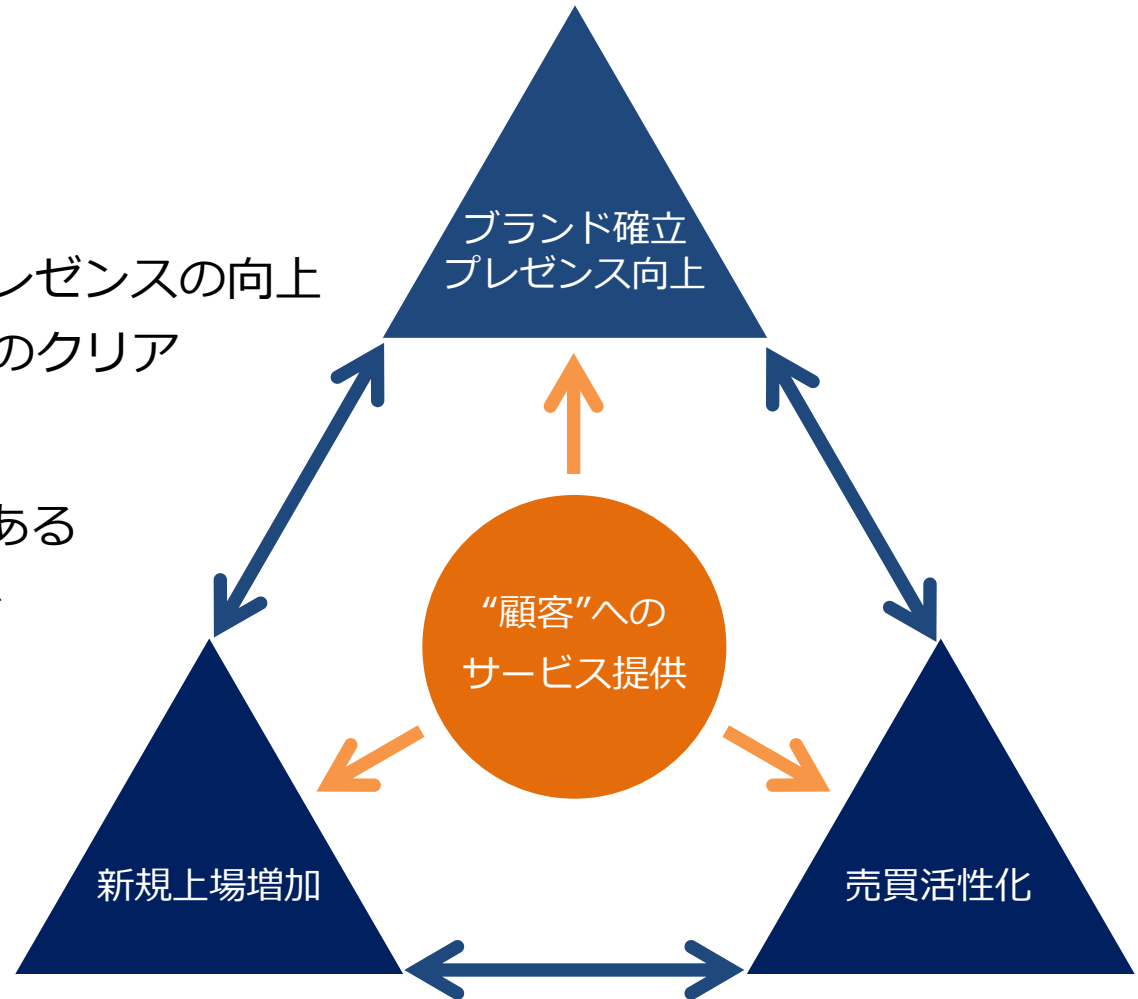 ブランド確立
プレゼンス向上
レゼンスの向上
のクリア
ある
“顧客”への
サービス提供
新規上場増加
売買活性化